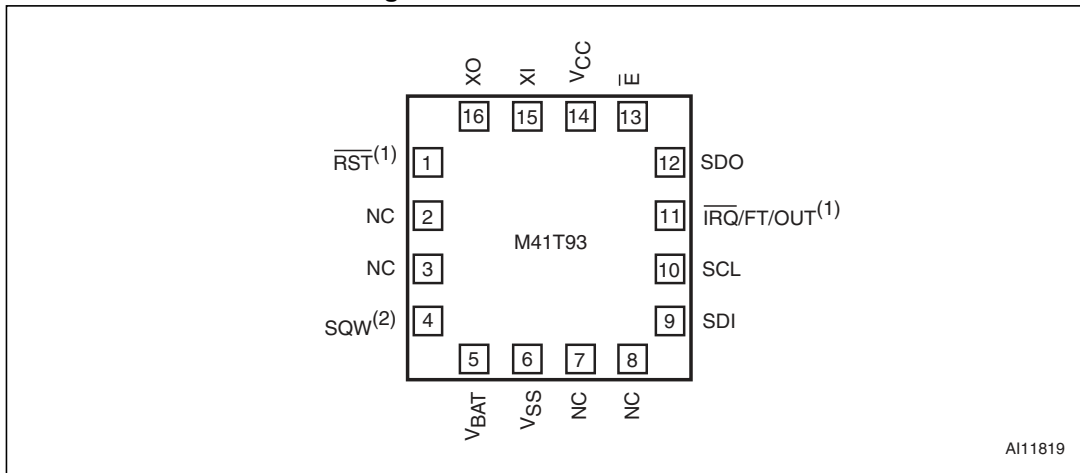 XO
XI
VCC
E
16
15
14
13
RST(1)
1
12
SDO
NC
2
11
IRQ/FT/OUT(1)
M41T93
NC
3
10
SCL
SQW(2)
4
9
SDI
5
6
7
8
VBAT
VSS
NC
NC
AI11819